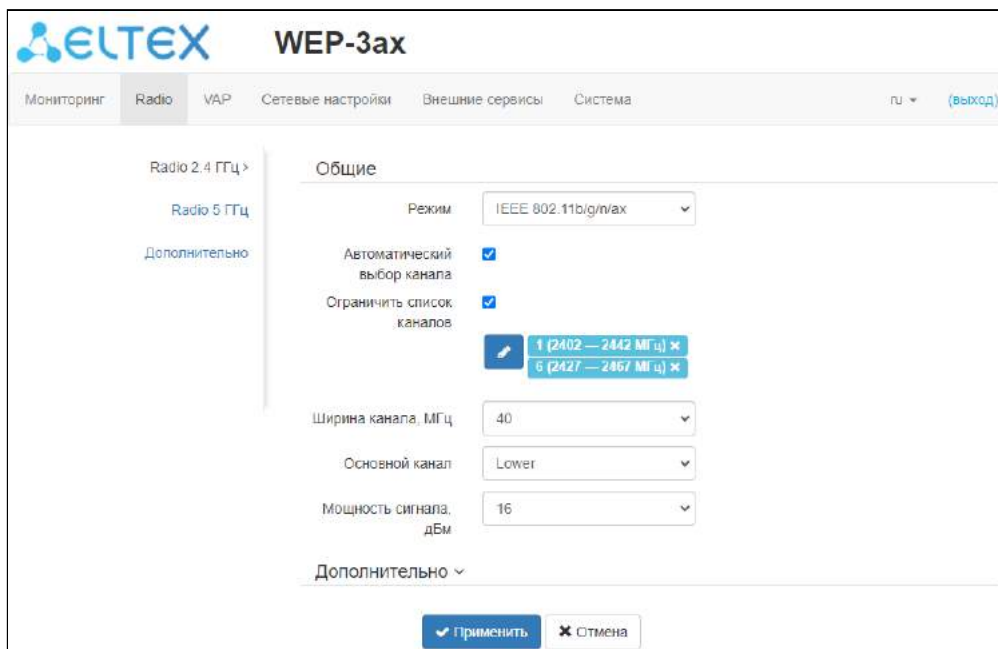 ELTEX WEP-3ax
Мониторинг Radio VAP Сетевые настройки Внешние сервисы Система ru (выход)
Radio 2.4 ГГц >
Radio 5 ГГц
Дополнительно
Общие
Режим IEEE 802.11b/g/n/ax
Автоматический
выбор канала
Ограничить список
каналов
1 (2402 — 2442 МГц) ×
6 (2427 — 2467 МГц) ×
Ширина канала, МГц 40
Основной канал Lower
Мощность сигнала, 16
дБм
Дополнительно
Применить Отмена